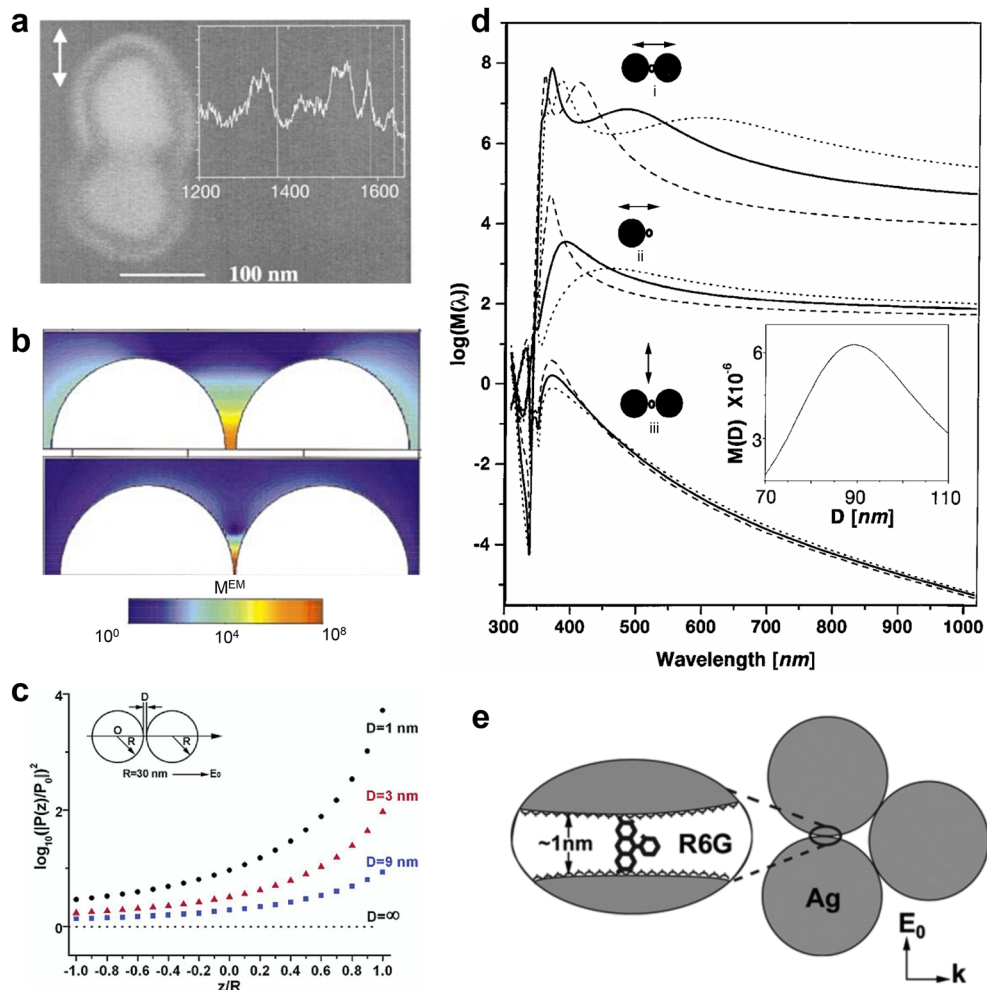 a
1200
1400
1600
100 nm
b
M^EM
10^0
10^4
10^8
c
D
O
R
R
R=30 nm
E₀
D=1 nm
D=3 nm
D=9 nm
D=∞
log₁₀(|P(z)/P₀|)²
4
2
0
-1.0 -0.8 -0.6 -0.4 -0.2 0.0 0.2 0.4 0.6 0.8 1.0
z/R
d
i
ii
iii
log(M(λ))
8
6
4
2
0
-2
-4
300 400 500 600 700 800 900 1000
Wavelength [nm]
M(D) X10^-6
6
3
70
90
110
D [nm]
e
~1nm
R6G
Ag
E₀
k